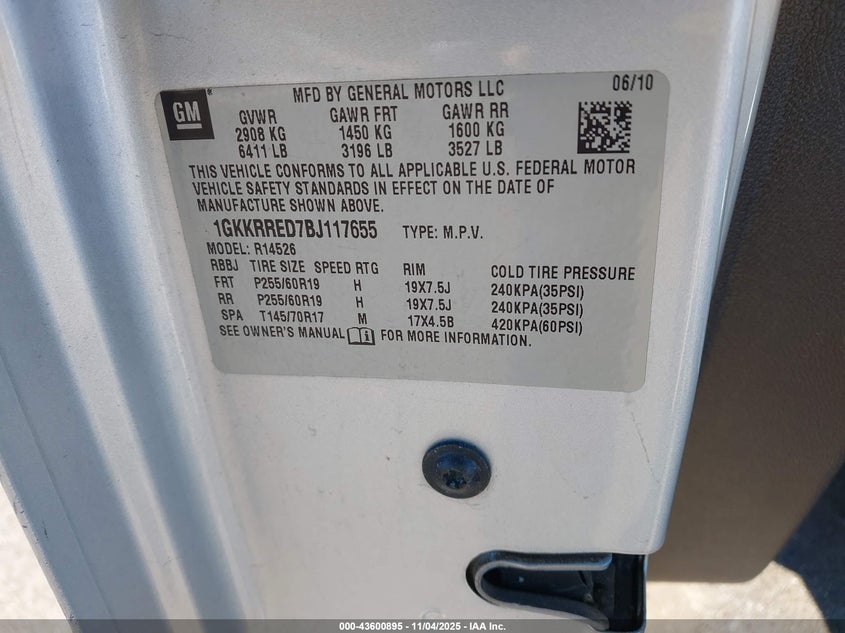 GM
MFD BY GENERAL MOTORS LLC 06/10
GVWR GAWR FRT GAWR RR
2908 KG 1450 KG 1600 KG
6411 LB 3196 LB 3527 LB
THIS VEHICLE CONFORMS TO ALL APPLICABLE U.S. FEDERAL MOTOR
VEHICLE SAFETY STANDARDS IN EFFECT ON THE DATE OF
MANUFACTURE SHOWN ABOVE.
1GKKRRED7BJ117655 TYPE: M.P.V.
MODEL: R14526
RBBJ TIRE SIZE SPEED RTG RIM COLD TIRE PRESSURE
FRT P255/60R19 H 19X7.5J 240KPA(35PSI)
RR P255/60R19 H 19X7.5J 240KPA(35PSI)
SPA T145/70R17 M 17X4.5B 420KPA(60PSI)
SEE OWNER'S MANUAL FOR MORE INFORMATION.
000-43600895 - 11/04/2025 - IAA Inc.